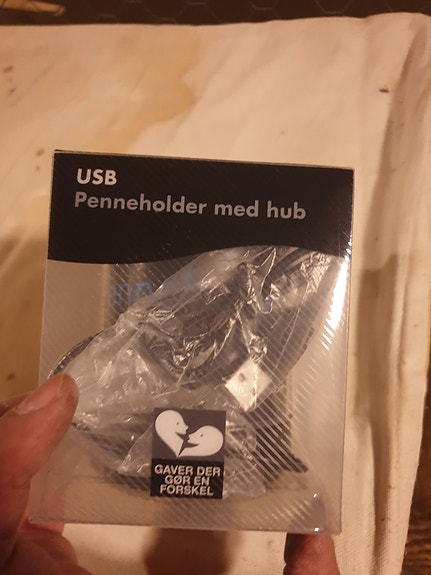 USB
Penneholder med hub
GAVER DER
GØR EN
FORSKEL